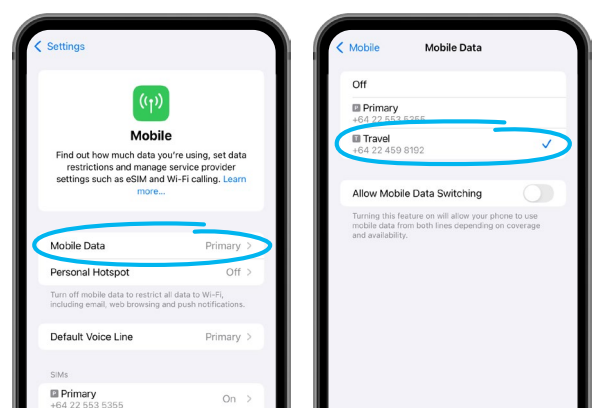 Settings
Mobile
Find out how much data you're using, set data
restrictions and manage service provider
settings such as eSIM and Wi-Fi calling. Learn
more...
Mobile Data Primary
Personal Hotspot Off
Turn off mobile data to restrict all data to Wi-Fi,
including email, web browsing and push notifications.
Default Voice Line Primary
SIMs
P Primary On
+64 22 553 5355
Mobile Mobile Data
Off
P Primary
+64 22 553 5355
T Travel
+64 22 459 8192
Allow Mobile Data Switching
Turning this feature on will allow your phone to use
mobile data from both lines depending on coverage
and availability.